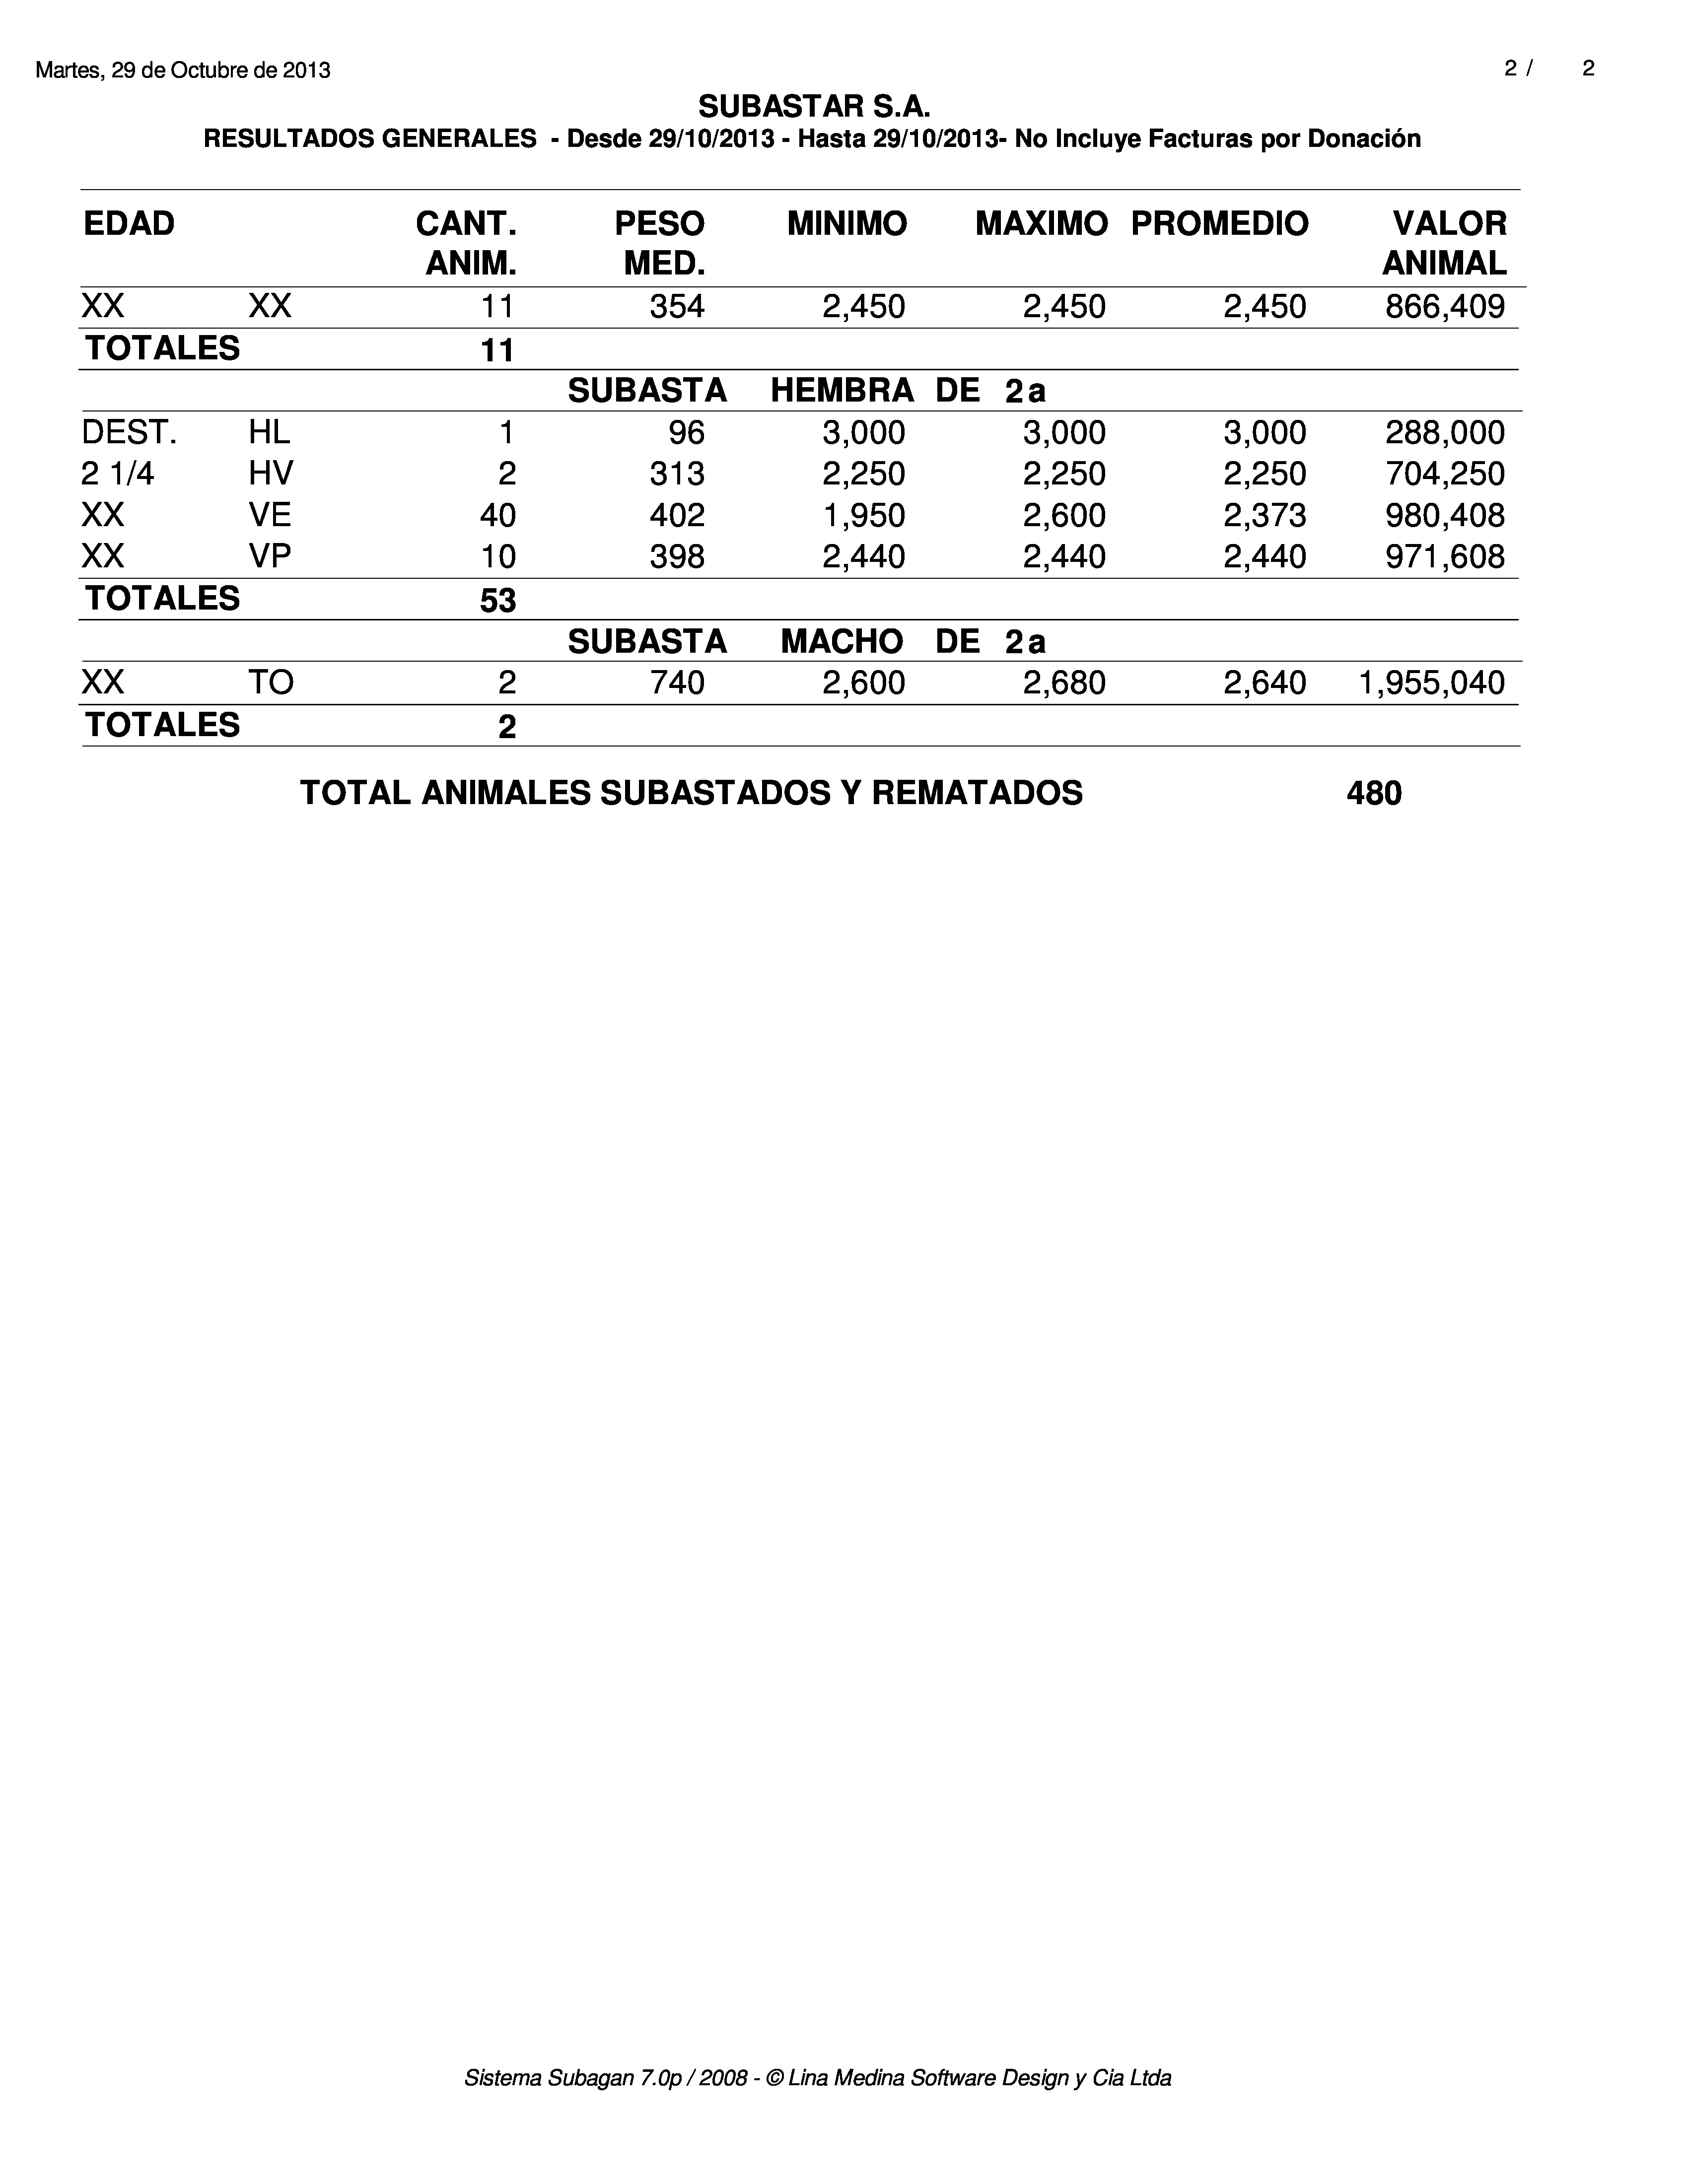 Martes, 29 de Octubre de 2013 2 / 2
SUBASTAR S.A.
RESULTADOS GENERALES - Desde 29/10/2013 - Hasta 29/10/2013- No Incluye Facturas por Donación
EDAD CANT. PESO MINIMO MAXIMO PROMEDIO VALOR
ANIM. MED. ANIMAL
XX XX 11 354 2,450 2,450 2,450 866,409
TOTALES 11
SUBASTA HEMBRA DE 2a
DEST. HL 1 96 3,000 3,000 3,000 288,000
2 1/4 HV 2 313 2,250 2,250 2,250 704,250
XX VE 40 402 1,950 2,600 2,373 980,408
XX VP 10 398 2,440 2,440 2,440 971,608
TOTALES 53
SUBASTA MACHO DE 2a
XX TO 2 740 2,600 2,680 2,640 1,955,040
TOTALES 2
TOTAL ANIMALES SUBASTADOS Y REMATADOS 480
Sistema Subagan 7.0p / 2008 - © Lina Medina Software Design y Cia Ltda